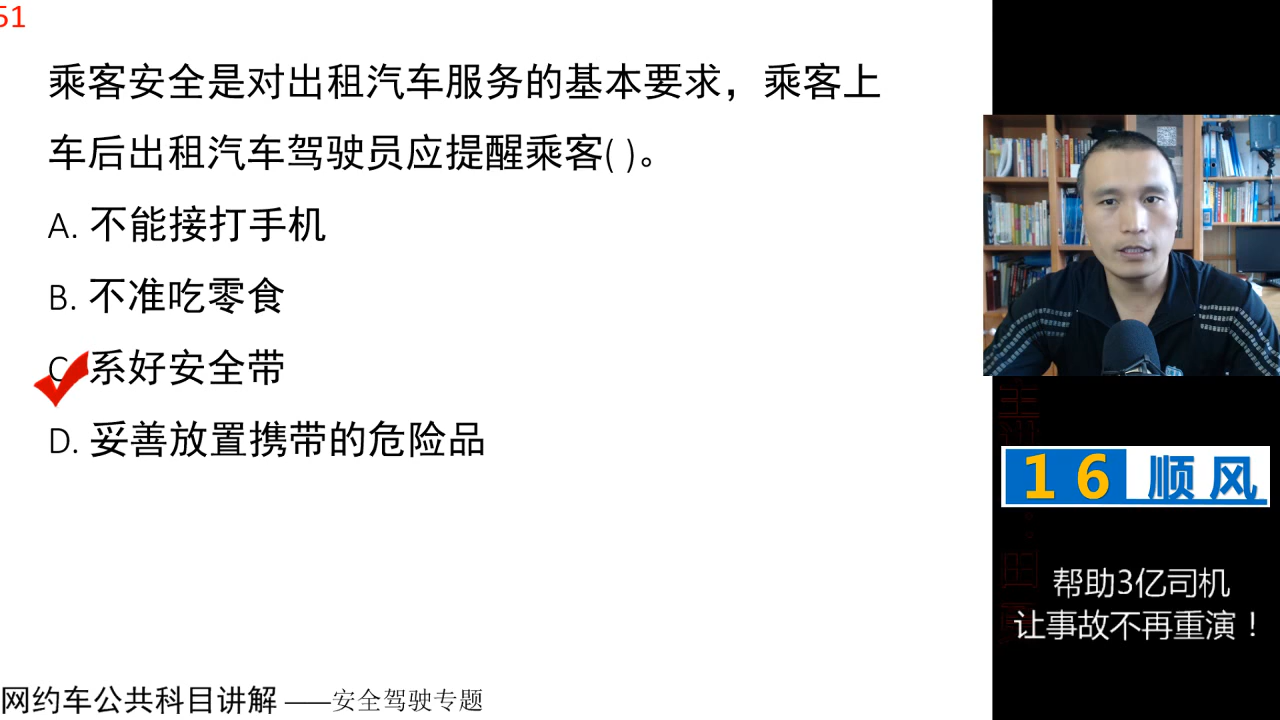 51
乘客安全是对出租汽车服务的基本要求，乘客上
车后出租汽车驾驶员应提醒乘客( )。
A. 不能接打手机
B. 不准吃零食
C. 系好安全带
D. 妥善放置携带的危险品
16顺风
帮助3亿司机
让事故不再重演！
网约车公共科目讲解 ——安全驾驶专题